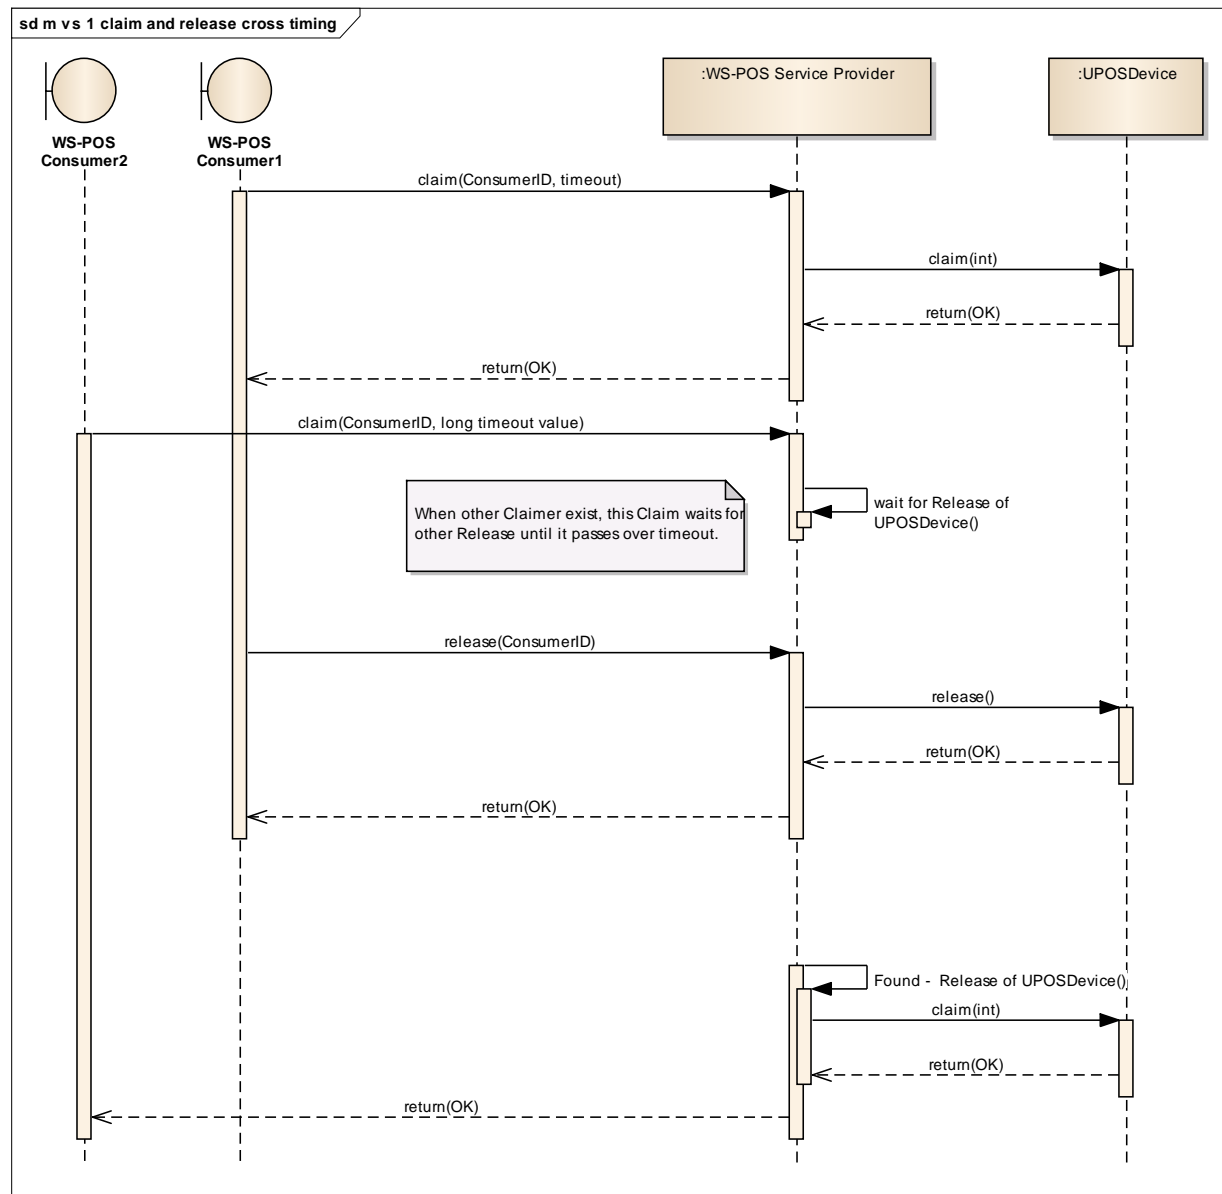 sd m vs 1 claim and release cross timing
:WS-POS Service Provider
:UPOSDevice
WS-POS
Consumer2
WS-POS
Consumer1
claim(ConsumerID, timeout)
claim(int)
return(OK)
return(OK)
claim(ConsumerID, long timeout value)
wait for Release of
UPOSDevice()
When other Claimer exist, this Claim waits for
other Release until it passes over timeout.
release(ConsumerID)
release()
return(OK)
return(OK)
Found - Release of UPOSDevice()
claim(int)
return(OK)
return(OK)